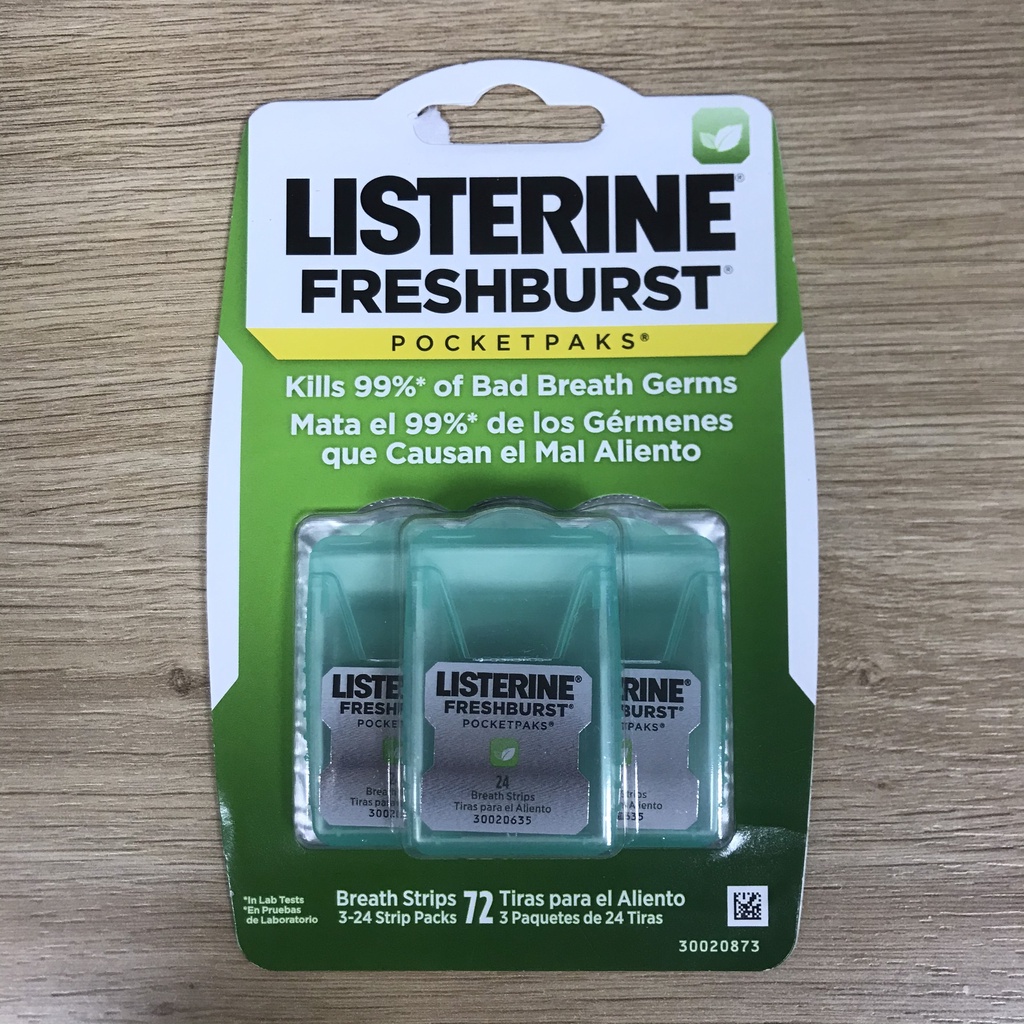 LISTERINE®
FRESHBURST®
POCKETPAKS®
Kills 99%* of Bad Breath Germs
Mata el 99%* de los Gérmenes
que Causan el Mal Aliento
LISTERINE®
FRESHBURST®
POCKETPAKS®
24
Breath Strips
Tiras para el Aliento
30020635
*In Lab Tests
*En Pruebas
de Laboratorio
Breath Strips 72 Tiras para el Aliento
3-24 Strip Packs 3 Paquetes de 24 Tiras
30020873